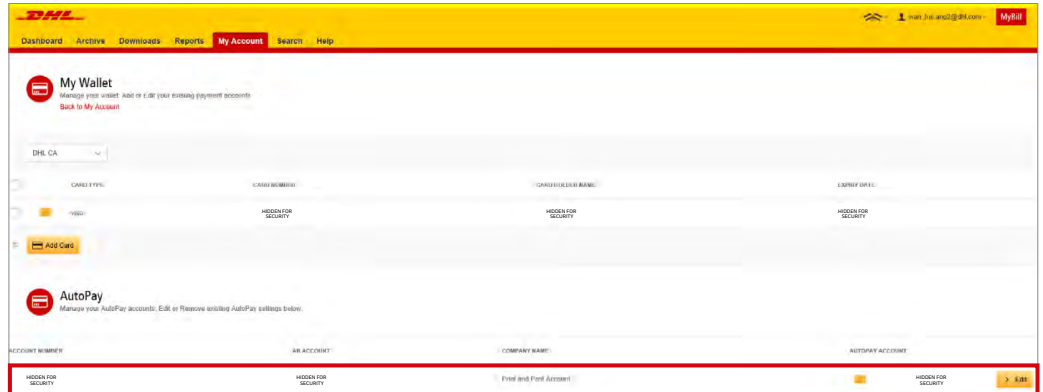 DHL
MyBill
Dashboard Archive Downloads Reports My Account Search Help
My Wallet
Manage your wallet. Add or Edit your existing payment accounts
Back to My Account
DHL CA
CARD TYPE CARD NUMBER CARDHOLDER NAME EXPIRY DATE
HIDDEN FOR HIDDEN FOR HIDDEN FOR
SECURITY SECURITY SECURITY
Add Card
AutoPay
Manage your AutoPay accounts. Edit or Remove existing AutoPay settings below.
ACCOUNT NUMBER AR ACCOUNT COMPANY NAME AUTOPAY ACCOUNT
HIDDEN FOR HIDDEN FOR Print and Post Account HIDDEN FOR Edit
SECURITY SECURITY SECURITY